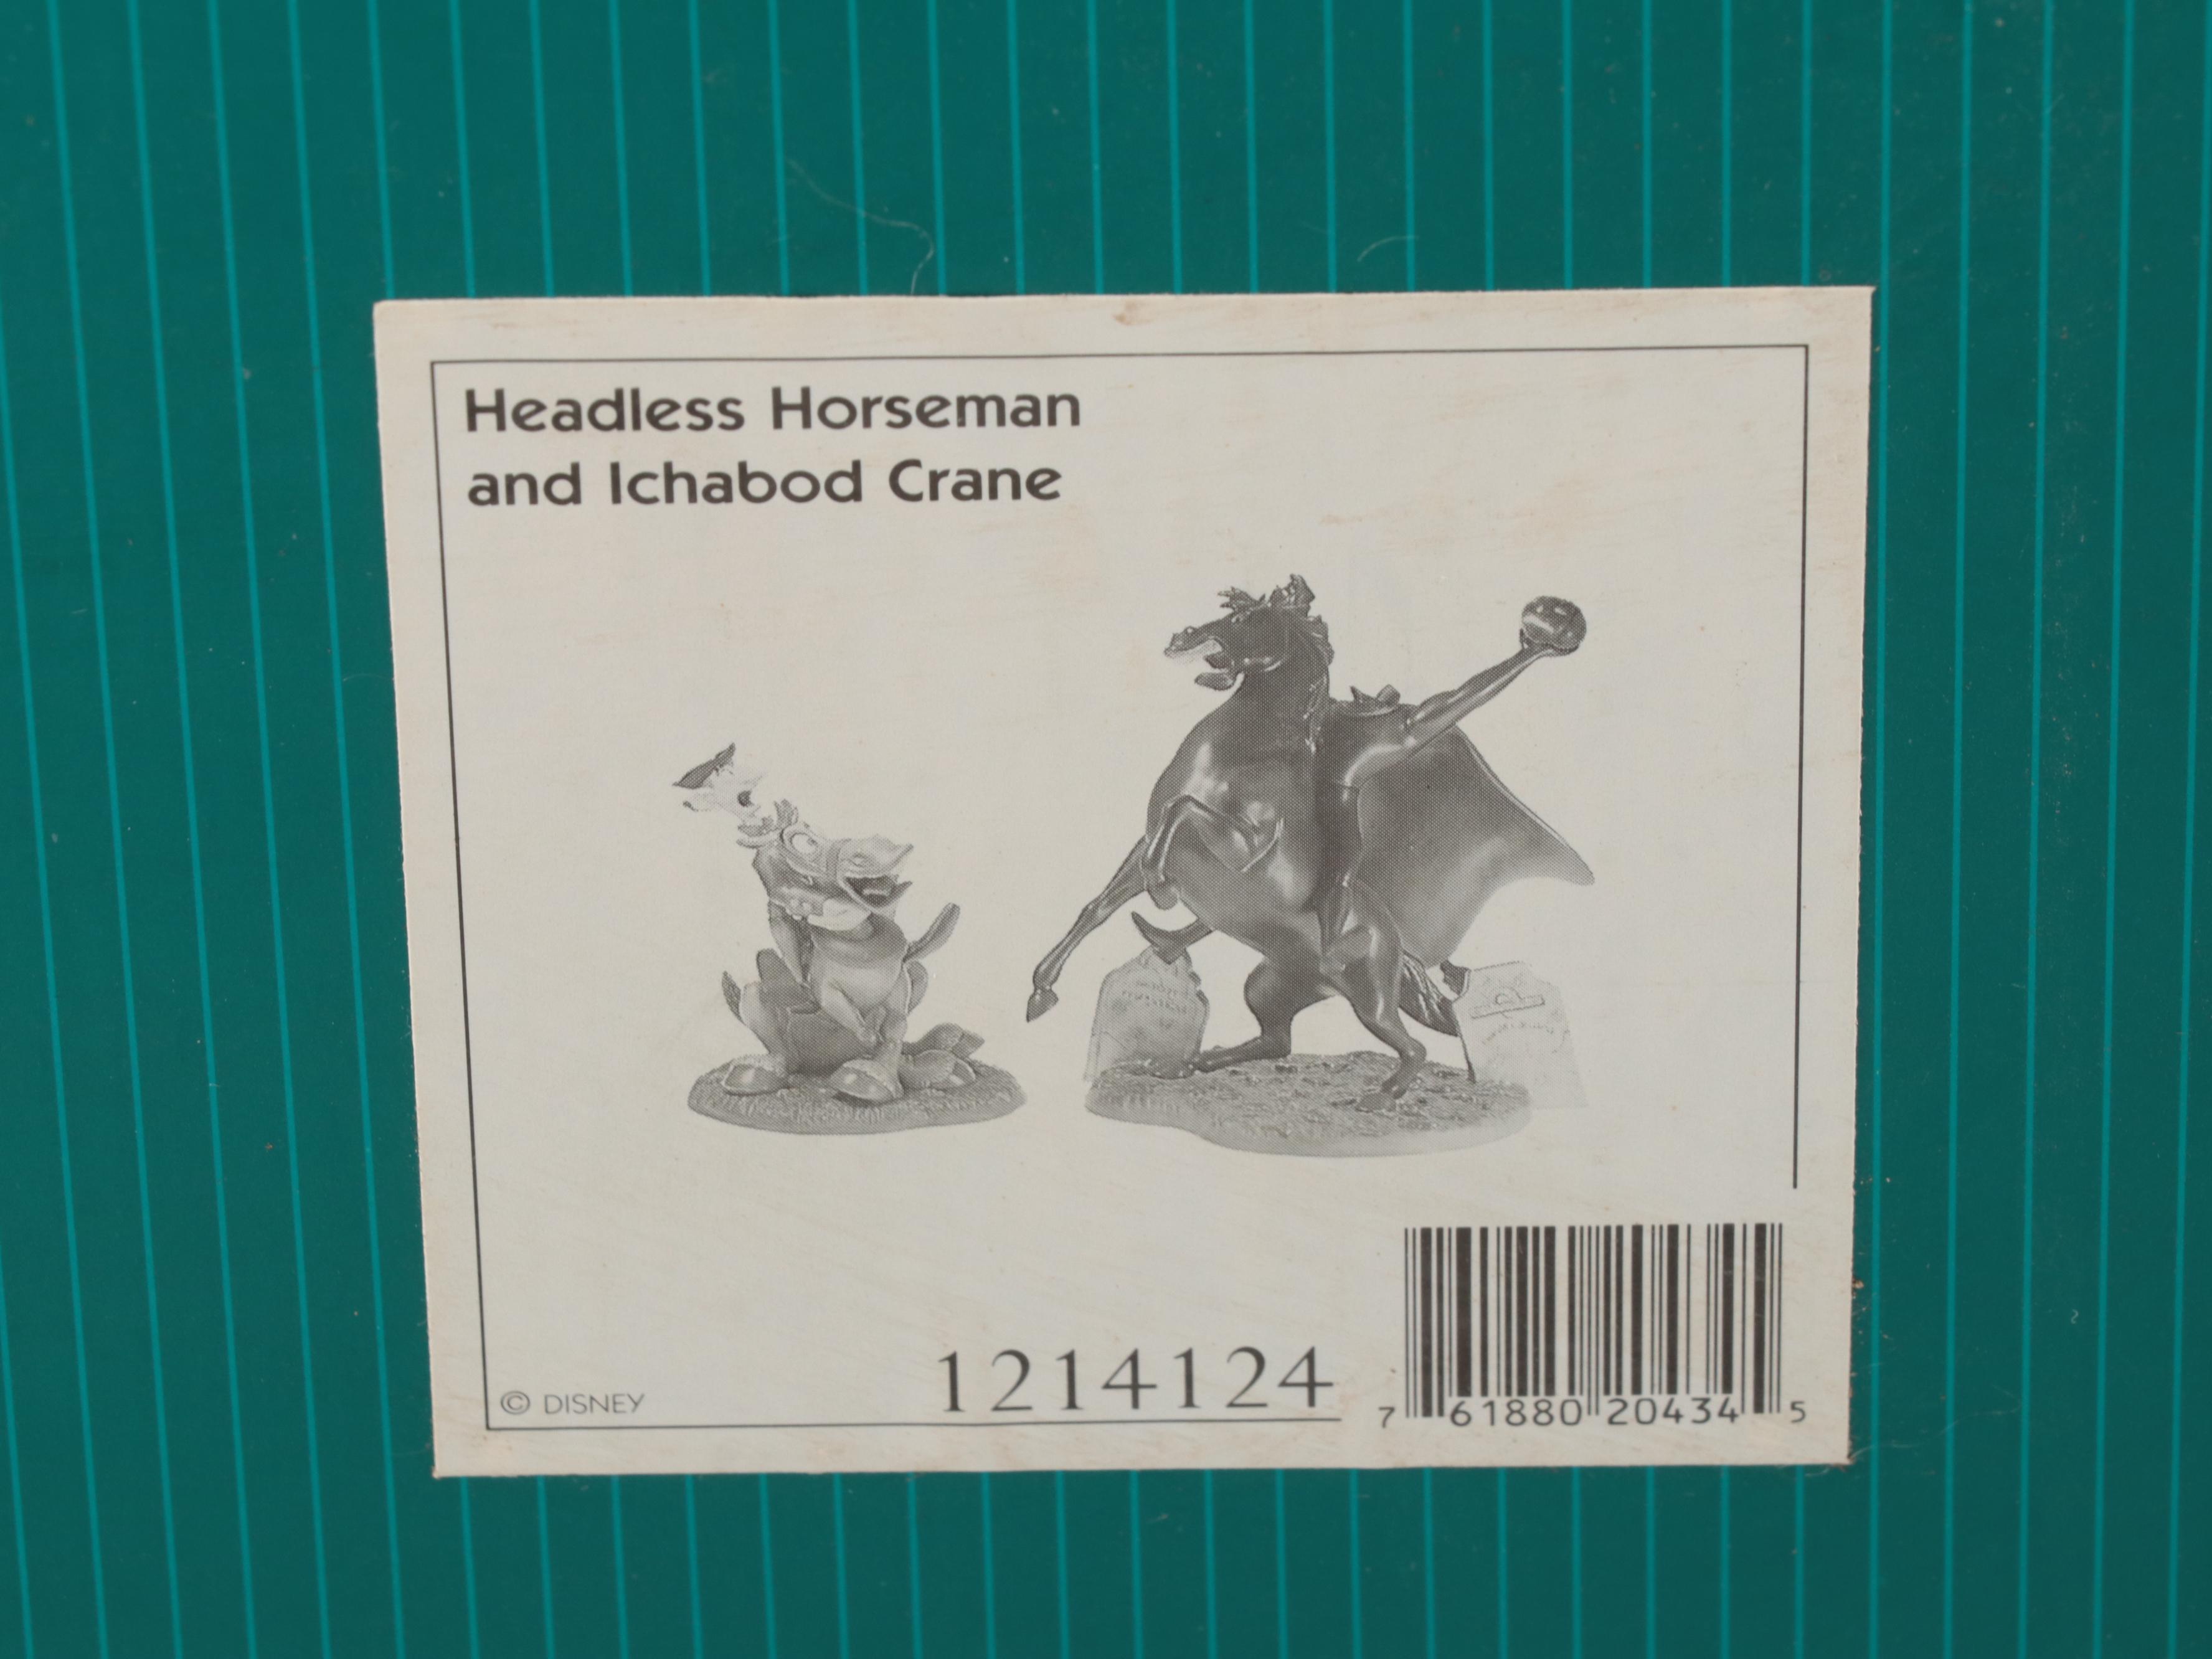 Headless Horseman
and Ichabod Crane
© DISNEY
1214124
7 61880 20434 5